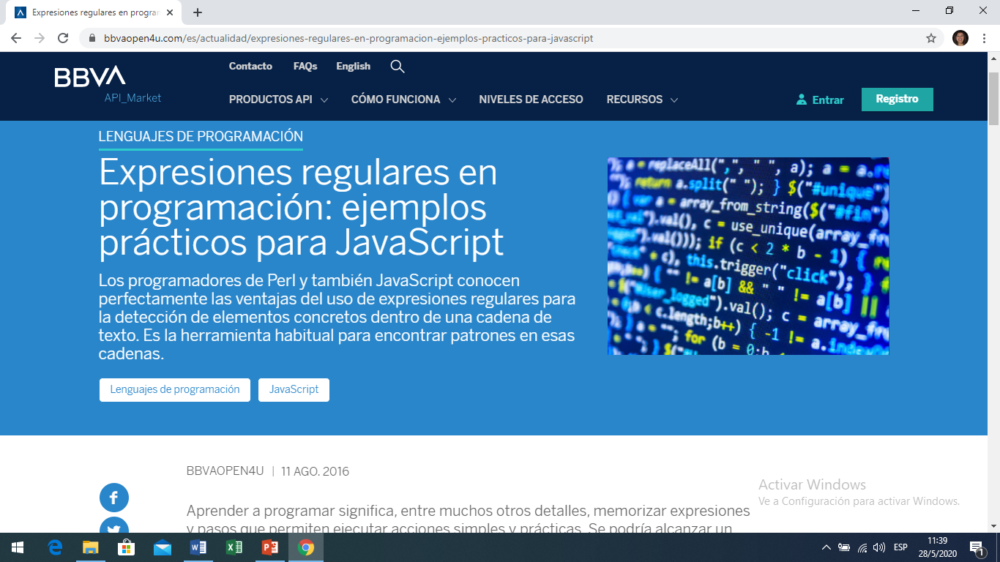 Expresiones regulares en progra
bbvaopen4u.com/es/actualidad/expresiones-regulares-en-programacion-ejemplos-practicos-para-javascript
BBVA
API_Market
Contacto FAQs English
PRODUCTOS API CÓMO FUNCIONA NIVELES DE ACCESO RECURSOS
Entrar Registro
LENGUAJES DE PROGRAMACIÓN
Expresiones regulares en
programación: ejemplos
prácticos para JavaScript
Los programadores de Perl y también JavaScript conocen
perfectamente las ventajas del uso de expresiones regulares para
la detección de elementos concretos dentro de una cadena de
texto. Es la herramienta habitual para encontrar patrones en esas
cadenas.
Lenguajes de programación JavaScript
replaceAll(",", " ", a); a =
return a.split(" "); } $("#unique")
var a = array_from_string($("#fin")
.val(), c = use_unique(array_
.val())); if (c < 2 * b - 1) {
this.trigger("click"); }
"" != a[b] && " " != a[b] ||
logged").val(); c =
c.length;b++) { -1 != a.
for (b = 0;b
BBVAOPEN4U | 11 AGO. 2016
Aprender a programar significa, entre muchos otros detalles, memorizar expresiones
y pasos que permiten ejecutar acciones simples y prácticas. Se podría alcanzar un
Activar Windows
Ve a Configuración para activar Windows.
ESP
11:39
28/5/2020
1